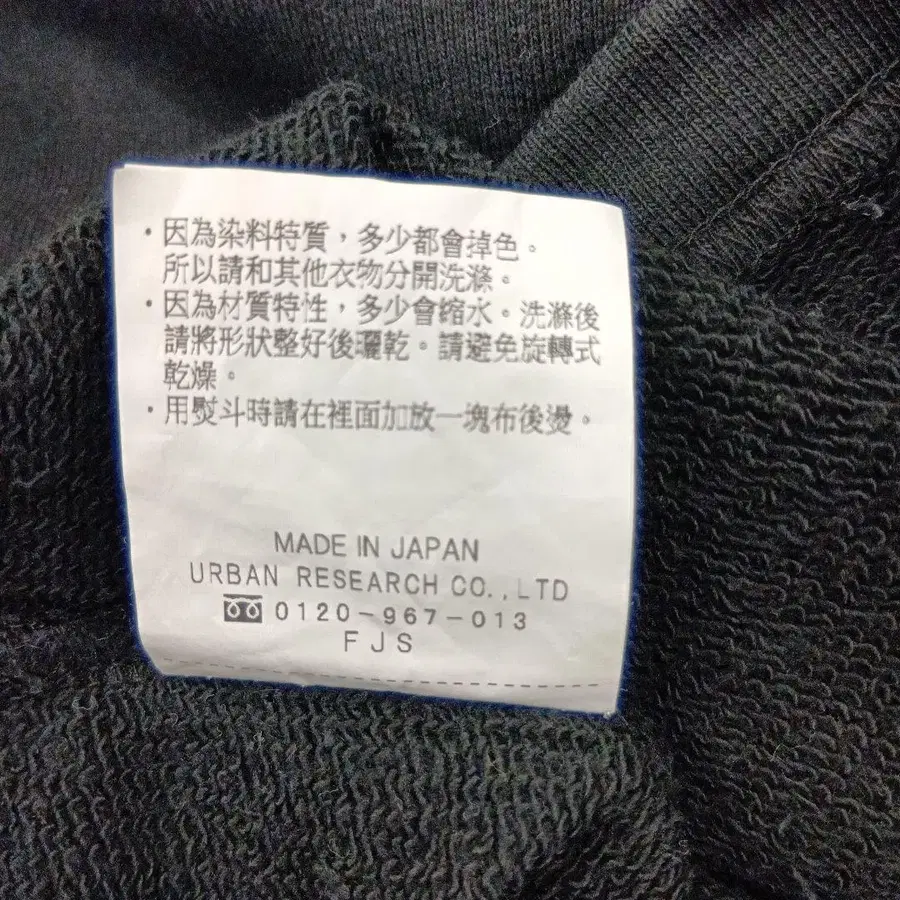 ・因為染料特質，多少都會掉色。
所以請和其他衣物分開洗滌。
・因為材質特性，多少會縮水。洗滌後
請將形狀整好後曬乾。請避免旋轉式
乾燥。
・用熨斗時請在裡面加放一塊布後燙。
MADE IN JAPAN
URBAN RESEARCH CO.,LTD
0120-967-013
FJS